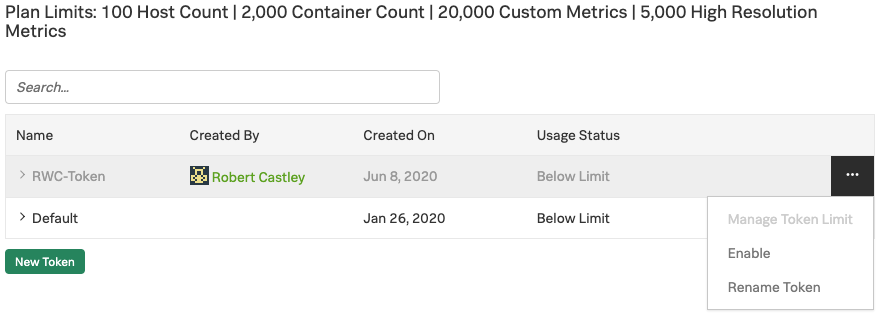 Plan Limits: 100 Host Count | 2,000 Container Count | 20,000 Custom Metrics | 5,000 High Resolution
Metrics
Search...
Name Created By Created On Usage Status
RWC-Token Robert Castley Jun 8, 2020 Below Limit ...
Default Jan 26, 2020 Below Limit
Manage Token Limit
Enable
Rename Token
New Token